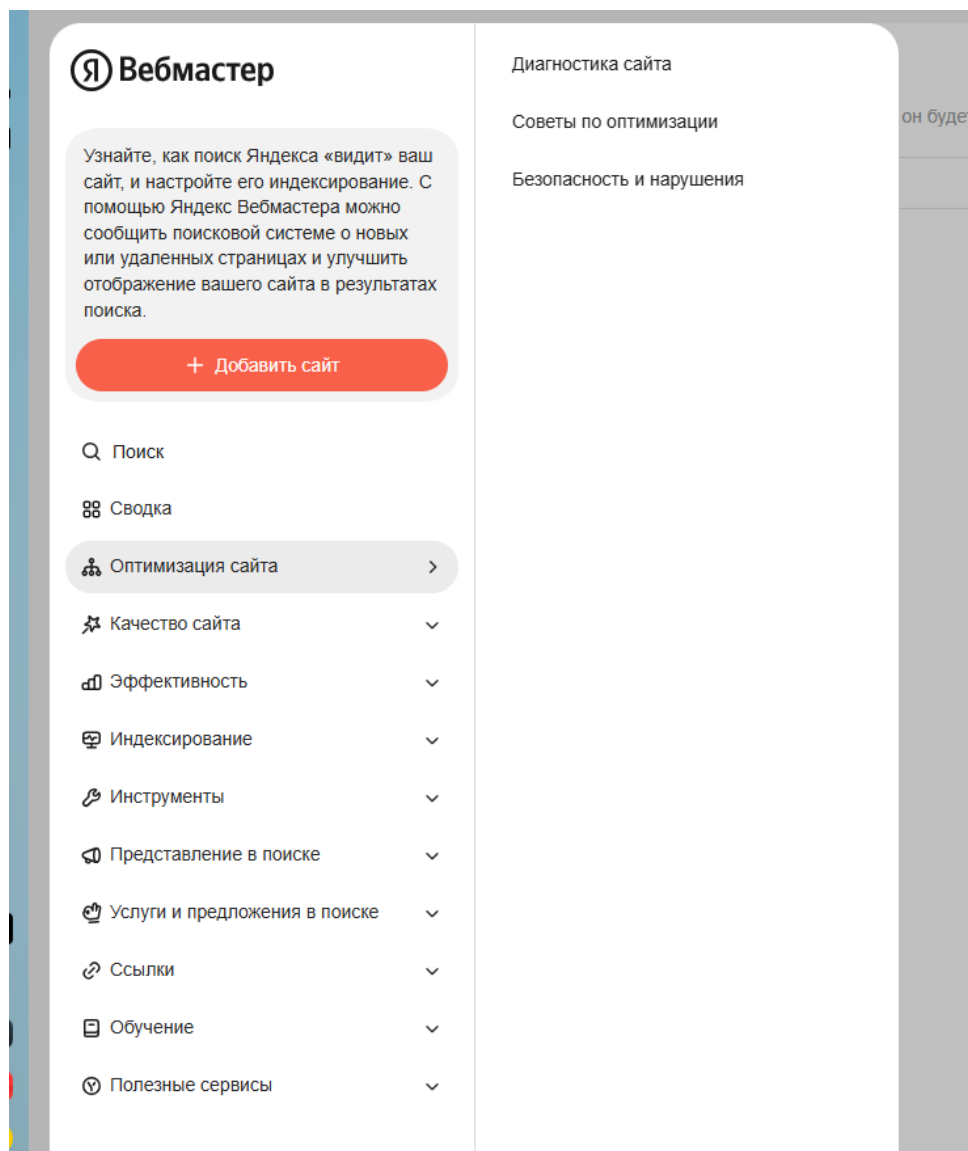 Я Вебмастер
Узнайте, как поиск Яндекса «видит» ваш
сайт, и настройте его индексирование. С
помощью Яндекс Вебмастера можно
сообщить поисковой системе о новых
или удаленных страницах и улучшить
отображение вашего сайта в результатах
поиска.
+ Добавить сайт
Поиск
Сводка
Оптимизация сайта
Качество сайта
Эффективность
Индексирование
Инструменты
Представление в поиске
Услуги и предложения в поиске
Ссылки
Обучение
Полезные сервисы
Диагностика сайта
Советы по оптимизации
Безопасность и нарушения
он